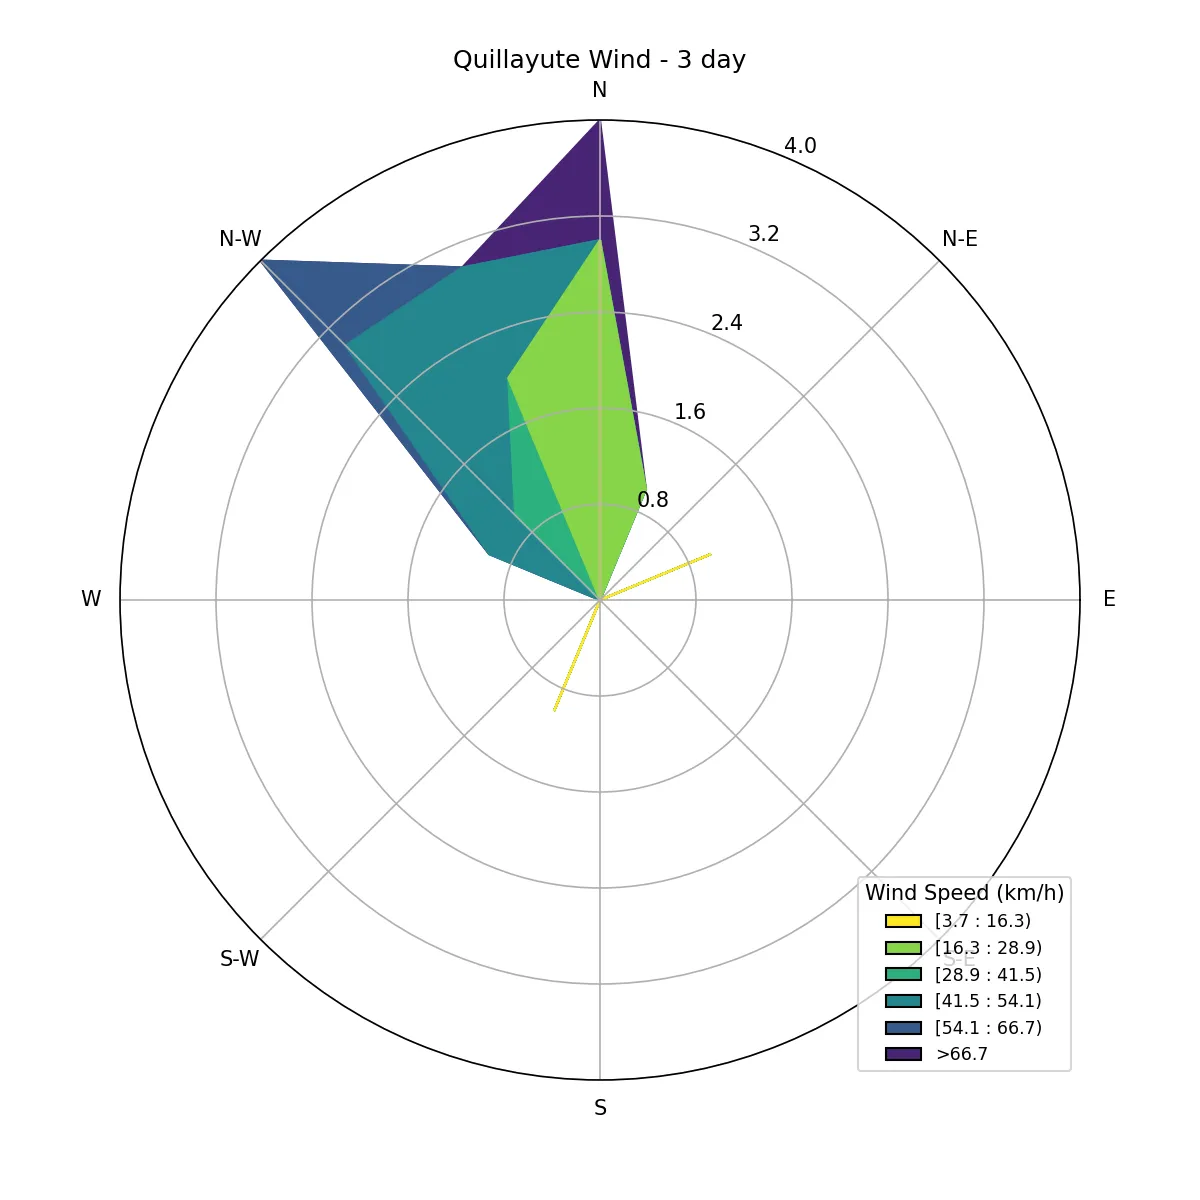 Quillayute Wind - 3 day
N
4.0
N-W
3.2
N-E
2.4
1.6
0.8
W
E
S-W
S-E
S
Wind Speed (km/h)
[3.7 : 16.3)
[16.3 : 28.9)
[28.9 : 41.5)
[41.5 : 54.1)
[54.1 : 66.7)
>66.7